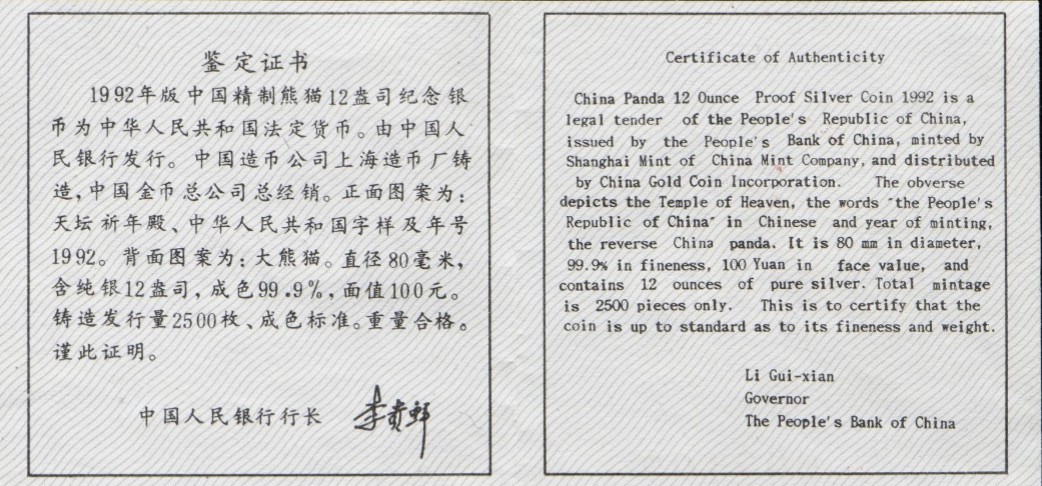 鉴定证书
1992年版中国精制熊猫12盎司纪念银
币为中华人民共和国法定货币。由中国人
民银行发行。中国造币公司上海造币厂铸
造,中国金币总公司总经销。正面图案为:
天坛祈年殿、中华人民共和国字样及年号
1992。背面图案为:大熊猫。直径80毫米,
含纯银12盎司,成色99.9%,面值100元。
铸造发行量2500枚、成色标准。重量合格。
谨此证明。
中国人民银行行长 李贵鲜
Certificate of Authenticity
China Panda 12 Ounce Proof Silver Coin 1992 is a
legal tender of the People's Republic of China,
issued by the People's Bank of China, minted by
Shanghai Mint of China Mint Company, and distributed
by China Gold Coin Incorporation. The obverse
depicts the Temple of Heaven, the words "the People's
Republic of China" in Chinese and year of minting,
the reverse China panda. It is 80 mm in diameter,
99.9% in fineness, 100 Yuan in face value, and
contains 12 ounces of pure silver. Total mintage
is 2500 pieces only. This is to certify that the
coin is up to standard as to its fineness and weight.
Li Gui-xian
Governor
The People's Bank of China